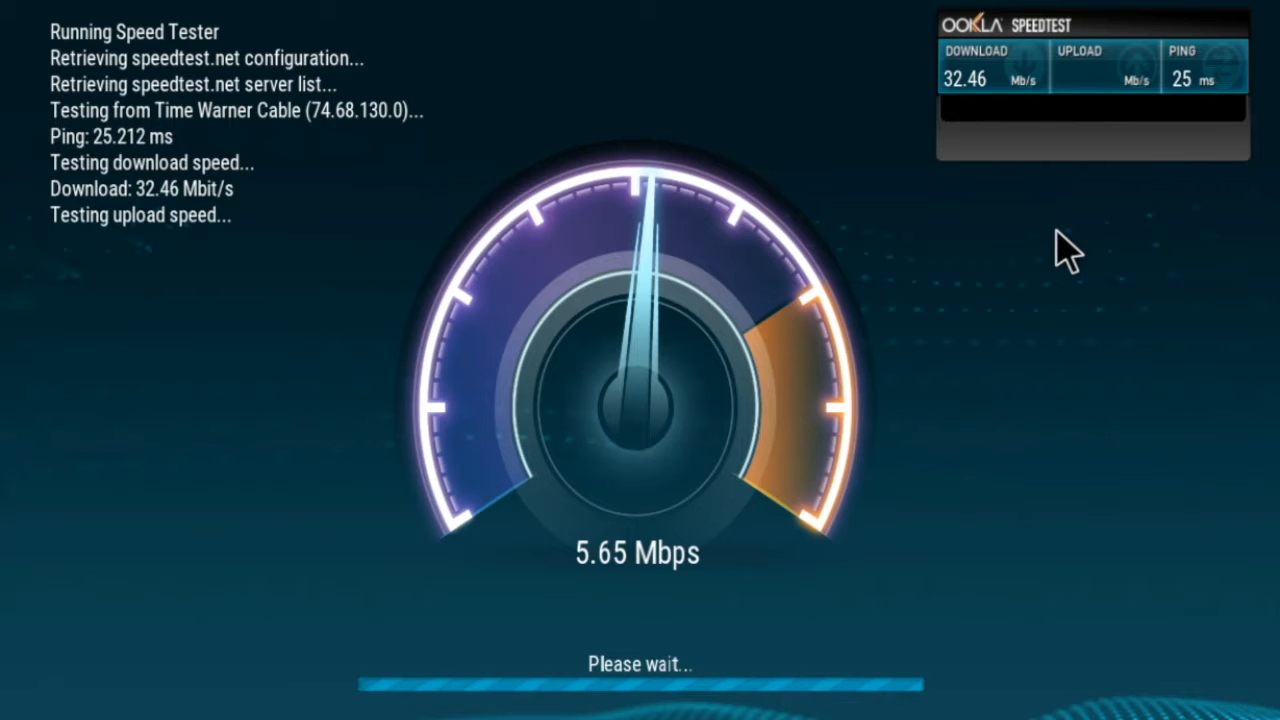 Running Speed Tester
Retrieving speedtest.net configuration...
Retrieving speedtest.net server list...
Testing from Time Warner Cable (74.68.130.0)...
Ping: 25.212 ms
Testing download speed...
Download: 32.46 Mbit/s
Testing upload speed...
OOKLA SPEEDTEST
DOWNLOAD UPLOAD PING
32.46 Mb/s Mb/s 25 ms
5.65 Mbps
Please wait...